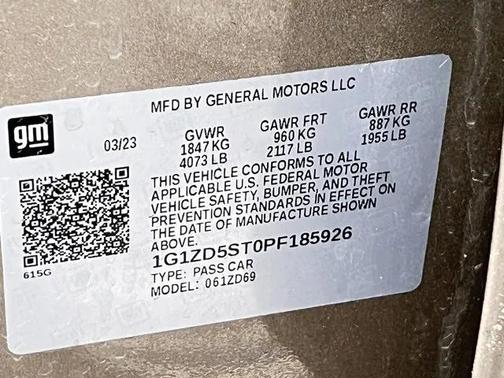 MFD BY GENERAL MOTORS LLC
gm
03/23 GVWR GAWR FRT GAWR RR
1847 KG 960 KG 887 KG
4073 LB 2117 LB 1955 LB
THIS VEHICLE CONFORMS TO ALL
APPLICABLE U.S. FEDERAL MOTOR
VEHICLE SAFETY, BUMPER, AND THEFT
PREVENTION STANDARDS IN EFFECT ON
THE DATE OF MANUFACTURE SHOWN
ABOVE.
1G1ZD5ST0PF185926
615G
TYPE: PASS CAR
MODEL: 061ZD69